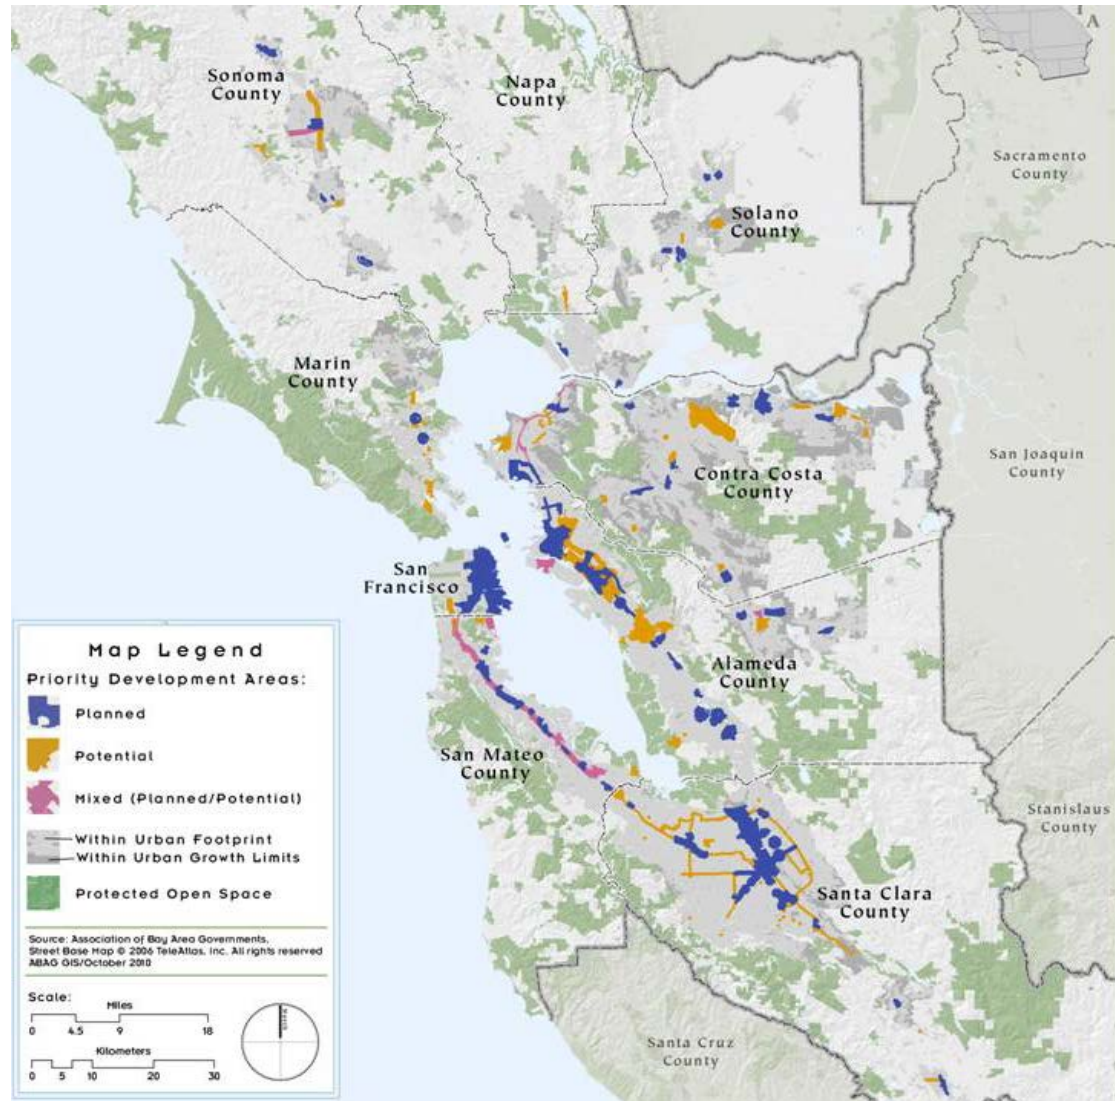 I
A
Sonoma
County
Napa
County
Sacramento
County
Solano
County
Marin
County
San Joaquin
County
Contra Costa
County
San
Francisco
Alameda
County
San Mateo
County
Stanislaus
County
Santa Clara
County
Santa Cruz
County
Map Legend
Priority Development Areas:
Planned
Potential
Mixed (Planned/Potential)
Within Urban Footprint
Within Urban Growth Limits
Protected Open Space
Source: Association of Bay Area Governments,
Street Base Map © 2006 TeleAtlas, Inc. All rights reserved
ABAG GIS/October 2010
Scale:
Miles
0 4.5 9 18
Kilometers
0 5 10 20 30
North